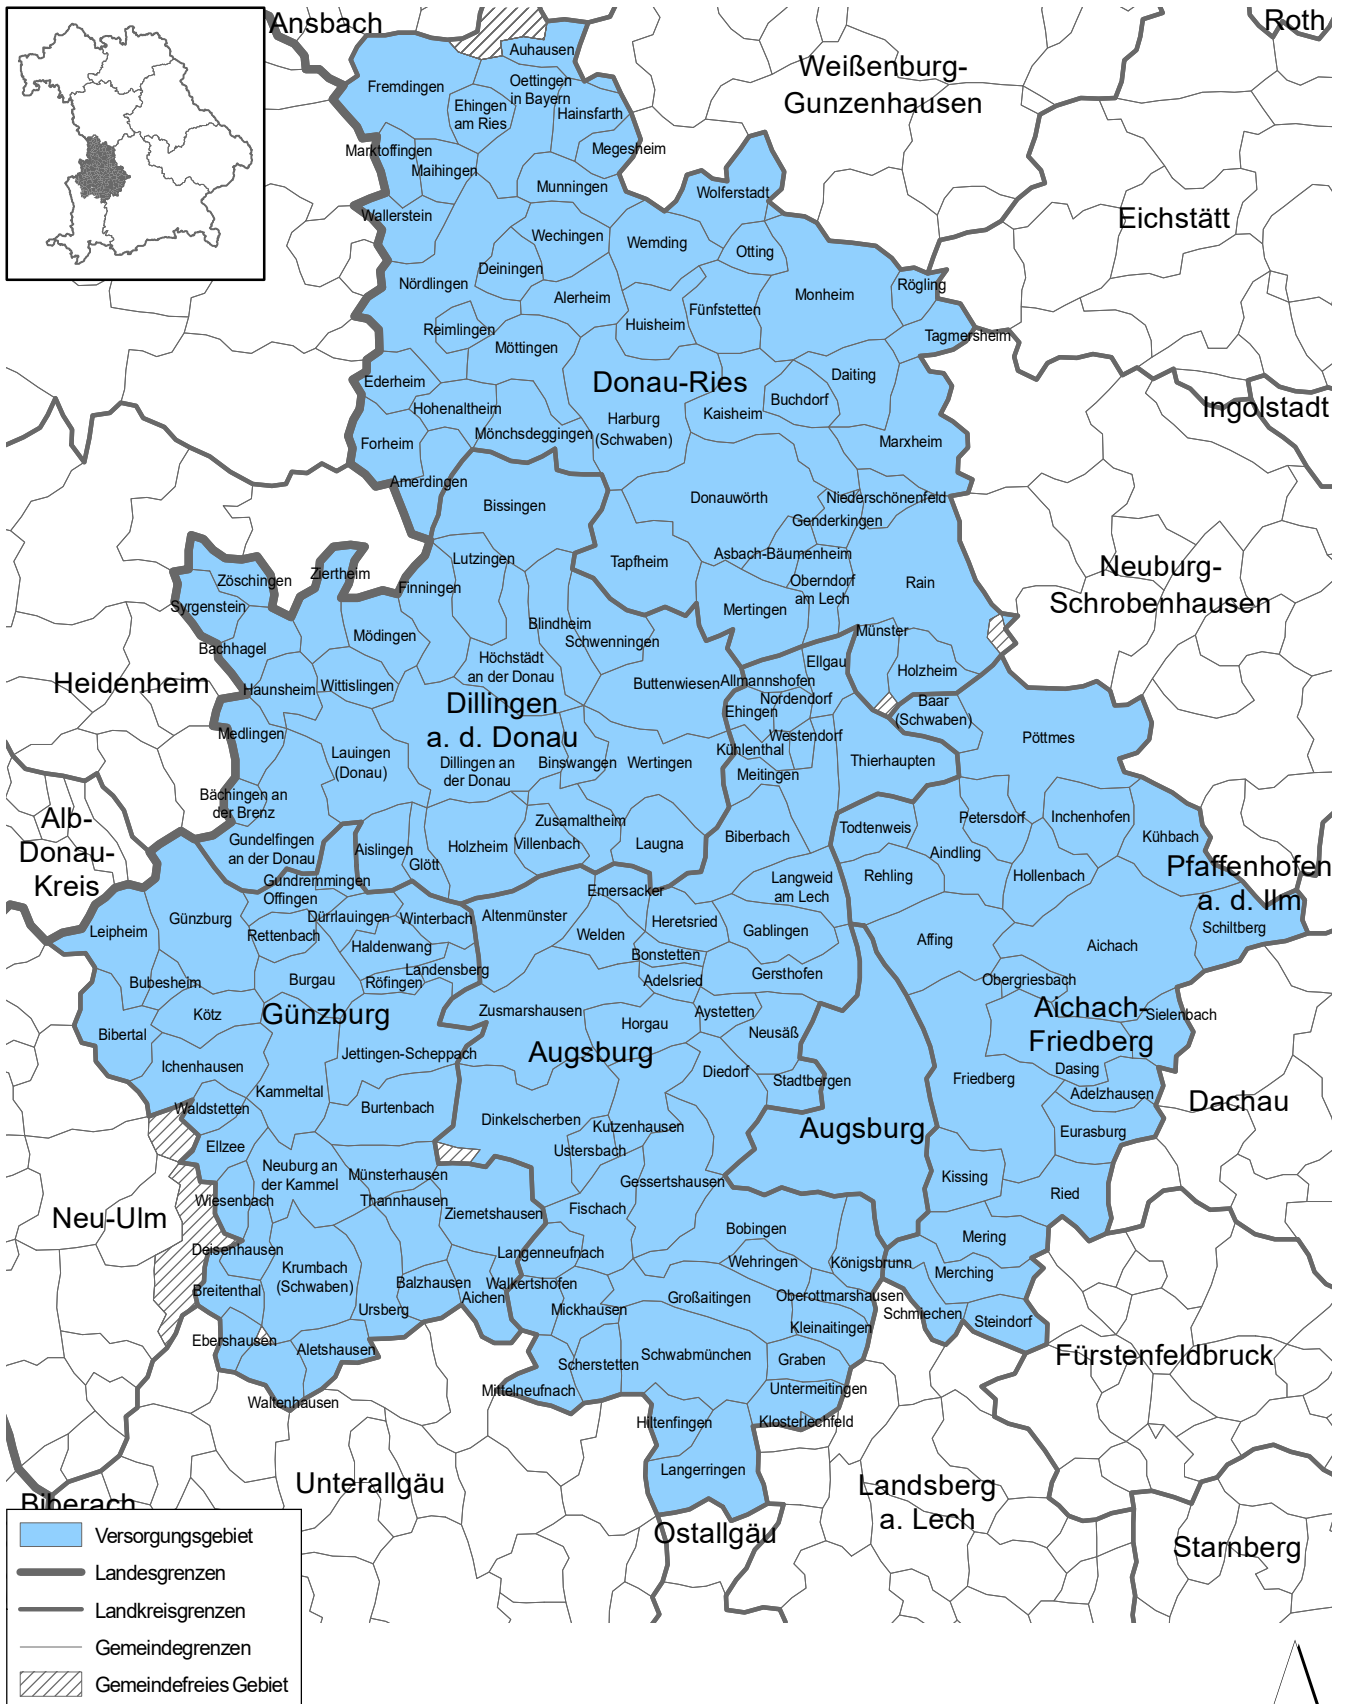 Ansbach
Roth
Weißenburg-
Gunzenhausen
Auhausen
Fremdingen
Oettingen
in Bayern
Ehingen
am Ries
Hainsfarth
Marktoffingen
Megesheim
Maihingen
Munningen
Wolferstadt
Eichstätt
Wallerstein
Wechingen
Wemding
Otting
Deiningen
Nördlingen
Alerheim
Monheim
Rögling
Fünfstetten
Huisheim
Reimlingen
Tagmersheim
Möttingen
Ederheim
Donau-Ries
Daiting
Buchdorf
Ingolstadt
Hohenaltheim
Kaisheim
Harburg
(Schwaben)
Mönchsdeggingen
Forheim
Marxheim
Amerdingen
Donauwörth
Niederschönenfeld
Bissingen
Genderkingen
Lutzingen
Tapfheim
Asbach-Bäumenheim
Neuburg-
Schrobenhausen
Zöschingen
Ziertheim
Finningen
Oberndorf
am Lech
Rain
Syrgenstein
Mertingen
Blindheim
Mödingen
Schwenningen
Münster
Bachhagel
Höchstädt
an der Donau
Ellgau
Holzheim
Heidenheim
Haunsheim
Wittislingen
Buttenwiesen
Allmannshofen
Nordendorf
Dillingen
a. d. Donau
Ehingen
Baar
(Schwaben)
Medlingen
Westendorf
Pöttmes
Lauingen
(Donau)
Kühlenthal
Dillingen an
der Donau
Binswangen
Wertingen
Meitingen
Thierhaupten
Bächingen an
der Brenz
Alb-
Donau-
Kreis
Zusamaltheim
Petersdorf
Inchenhofen
Todtenweis
Biberbach
Kühbach
Gundelfingen
an der Donau
Aislingen
Glött
Holzheim
Villenbach
Laugna
Aindling
Pfaffenhofen
a. d. Ilm
Gundremmingen
Offingen
Emersacker
Langweid
am Lech
Rehling
Hollenbach
Günzburg
Dürrlauingen
Winterbach
Altenmünster
Heretsried
Schiltberg
Leipheim
Rettenbach
Haldenwang
Welden
Gablingen
Affing
Aichach
Bonstetten
Landensberg
Gersthofen
Bubesheim
Burgau
Röfingen
Adelsried
Obergriesbach
Kötz
Günzburg
Zusmarshausen
Aystetten
Aichach-
Friedberg
Sielenbach
Bibertal
Horgau
Neusäß
Jettingen-Scheppach
Augsburg
Ichenhausen
Diedorf
Stadtbergen
Friedberg
Dasing
Kammeltal
Adelzhausen
Dachau
Waldstetten
Burtenbach
Dinkelscherben
Kutzenhausen
Augsburg
Eurasburg
Ellzee
Ustersbach
Neuburg an
der Kammel
Münsterhausen
Gessertshausen
Kissing
Wiesenbach
Thannhausen
Ried
Neu-Ulm
Ziemetshausen
Fischach
Bobingen
Mering
Deisenhausen
Langenneufnach
Wehringen
Königsbrunn
Krumbach
(Schwaben)
Merching
Breitenthal
Balzhausen
Walkertshofen
Aichen
Großaitingen
Oberottmarshausen
Ursberg
Mickhausen
Schmiechen
Steindorf
Kleinaitingen
Ebershausen
Aletshausen
Schwabmünchen
Graben
Fürstenfeldbruck
Scherstetten
Mittelneufnach
Untermeitingen
Waltenhausen
Hiltenfingen
Klosterlechfeld
Langerringen
Unterallgäu
Landsberg
a. Lech
Biberach
Ostallgäu
Starnberg
Versorgungsgebiet
Landesgrenzen
Landkreisgrenzen
Gemeindegrenzen
Gemeindefreies Gebiet